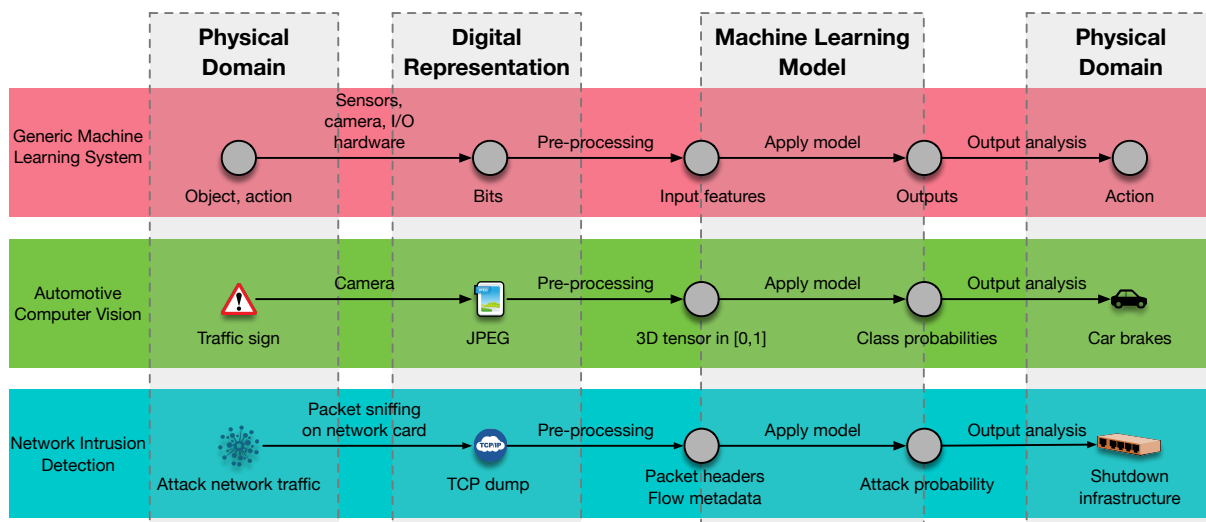 Physical
Domain
Digital
Representation
Machine Learning
Model
Physical
Domain
Generic Machine
Learning System
Sensors,
camera, I/O
hardware
Pre-processing
Apply model
Output analysis
Object, action
Bits
Input features
Outputs
Action
Automotive
Computer Vision
Camera
Pre-processing
Apply model
Output analysis
Traffic sign
JPEG
3D tensor in [0,1]
Class probabilities
Car brakes
Network Intrusion
Detection
Packet sniffing
on network card
Pre-processing
Apply model
Output analysis
TCP/IP
Attack network traffic
TCP dump
Packet headers
Flow metadata
Attack probability
Shutdown
infrastructure